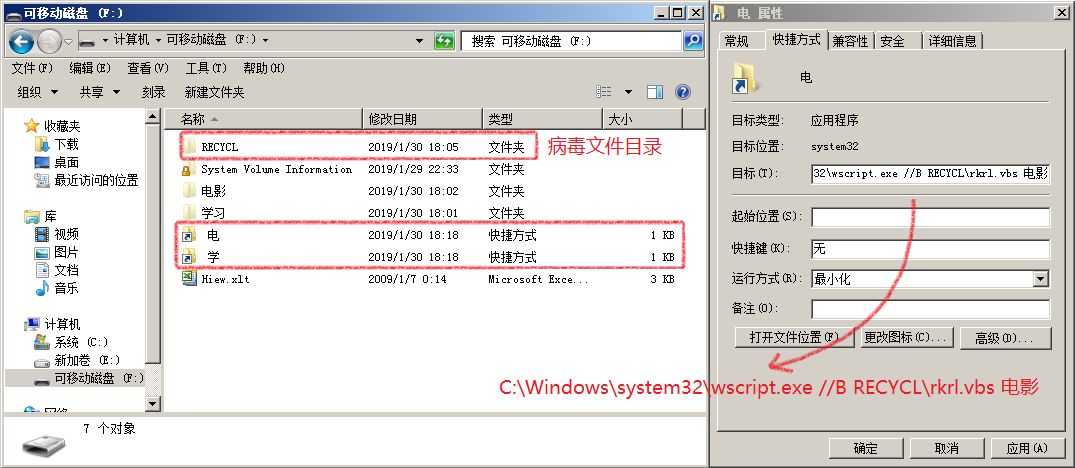 可移动磁盘 (F:)
计算机 可移动磁盘 (F:)
搜索 可移动磁盘 (F:)
文件(F) 编辑(E) 查看(V) 工具(T) 帮助(H)
组织 共享 刻录 新建文件夹
收藏夹
下载
桌面
最近访问的位置
库
视频
图片
文档
音乐
计算机
系统 (C:)
新加卷 (E:)
可移动磁盘 (F:)
网络
名称 修改日期 类型 大小
RECYCL 2019/1/30 18:05 文件夹
病毒文件目录
System Volume Information 2019/1/29 22:33 文件夹
电影 2019/1/30 18:02 文件夹
学习 2019/1/30 18:01 文件夹
电 2019/1/30 18:18 快捷方式 1 KB
学 2019/1/30 18:18 快捷方式 1 KB
Hiew.xlt 2009/1/7 0:14 Microsoft Exce... 3 KB
7 个对象
电 属性
常规 快捷方式 兼容性 安全 详细信息
电
目标类型: 应用程序
目标位置: system32
目标(T): 32\wscript.exe //B RECYCL\rkrl.vbs 电影
起始位置(S):
快捷键(K): 无
运行方式(R): 最小化
备注(O):
打开文件位置(F) 更改图标(C)... 高级(D)...
C:\Windows\system32\wscript.exe //B RECYCL\rkrl.vbs 电影
确定 取消 应用(A)